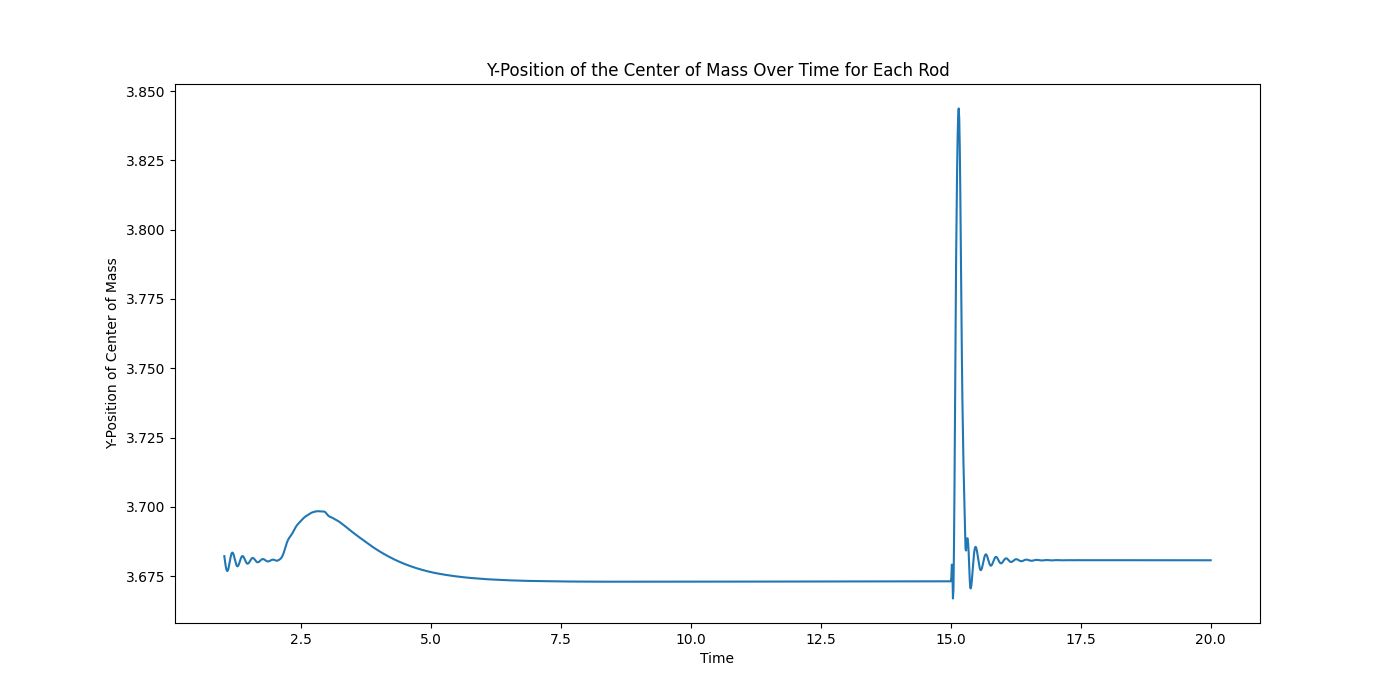 Y-Position of the Center of Mass Over Time for Each Rod
3.850
3.825
3.800
3.775
3.750
3.725
3.700
3.675
Y-Position of Center of Mass
2.5 5.0 7.5 10.0 12.5 15.0 17.5 20.0
Time